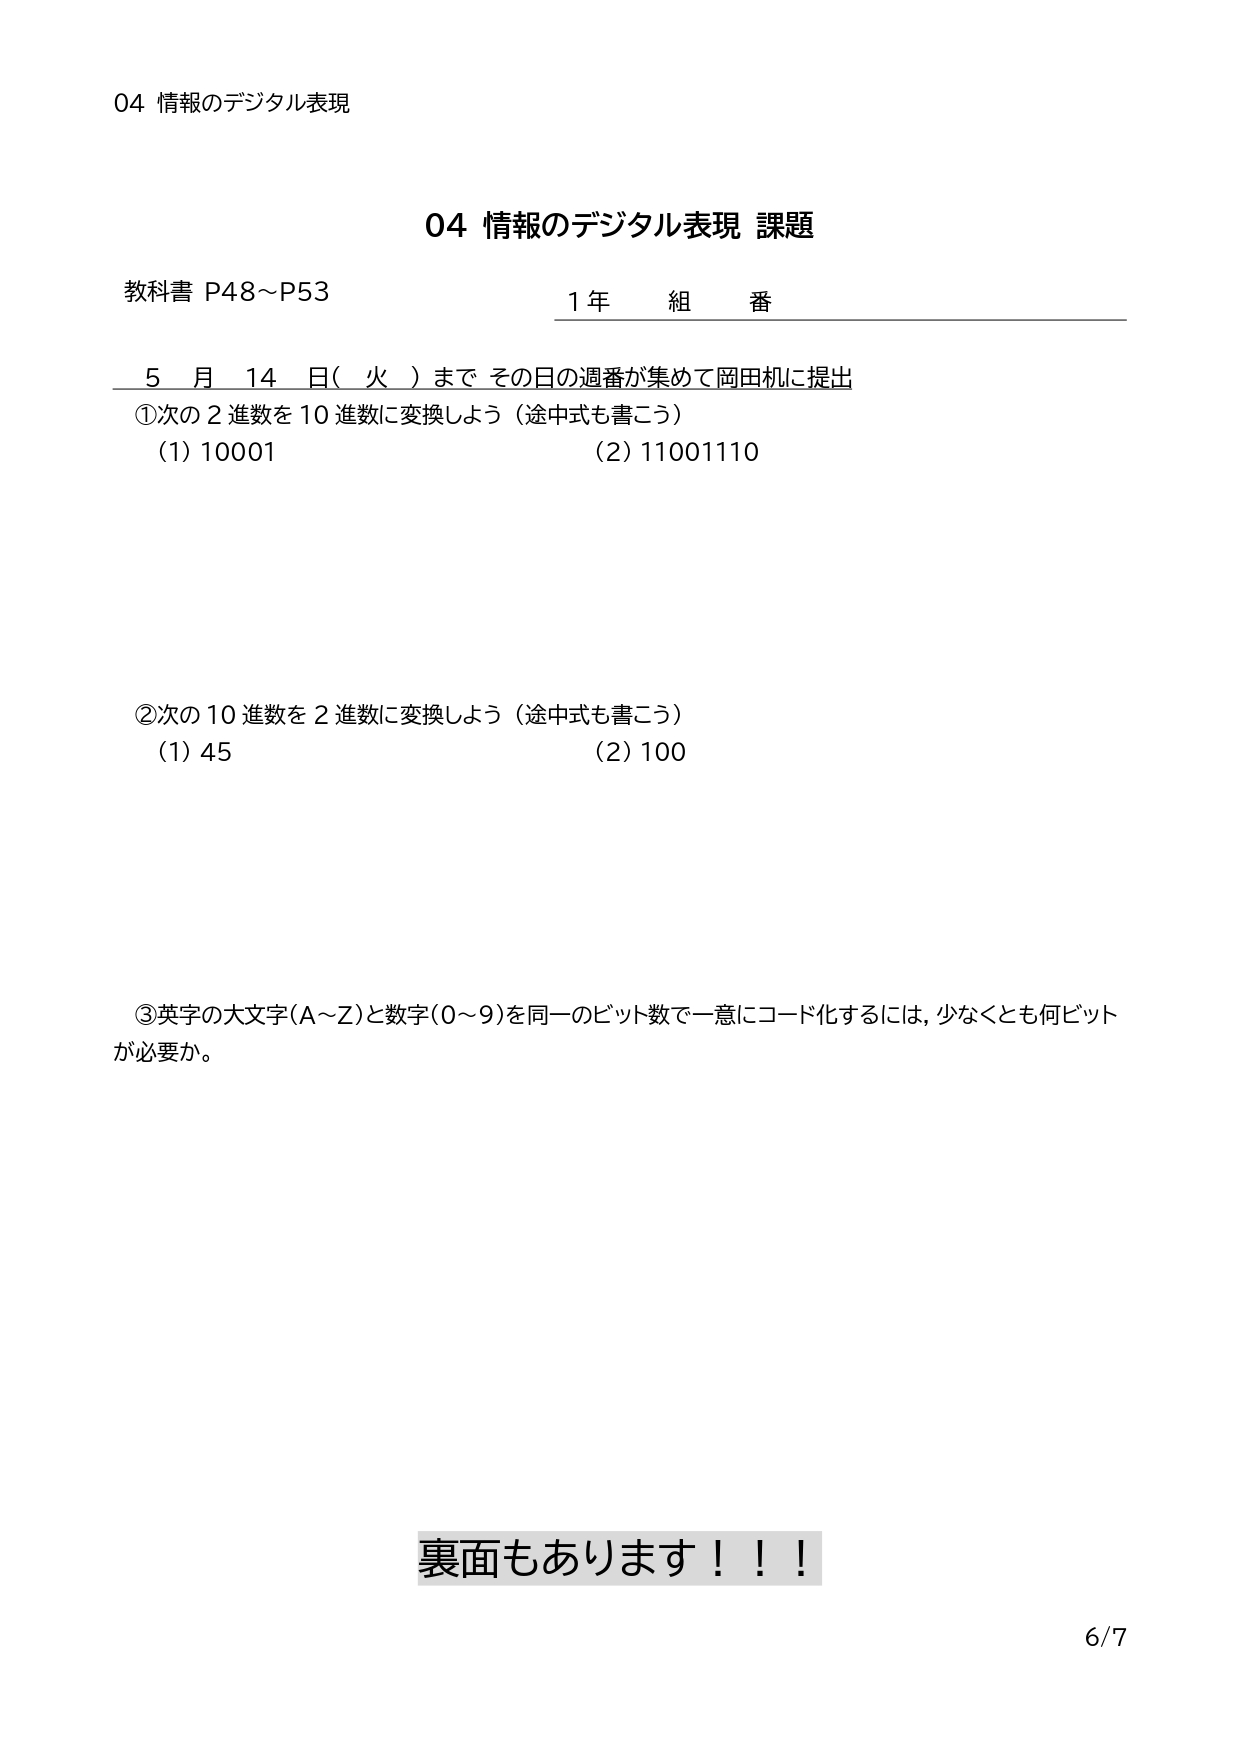 04 情報のデジタル表現
04 情報のデジタル表現 課題
教科書 P48～P53
1年　　組　　番
5　月　14　日(　火　) まで その日の週番が集めて岡田机に提出
①次の2進数を10進数に変換しよう（途中式も書こう）
（1）10001　　（2）11001110
②次の10進数を2進数に変換しよう（途中式も書こう）
（1）45　　（2）100
③英字の大文字(A～Z)と数字(0～9)を同一のビット数で一意にコード化するには, 少なくとも何ビット
が必要か。
裏面もあります！！！
6/7